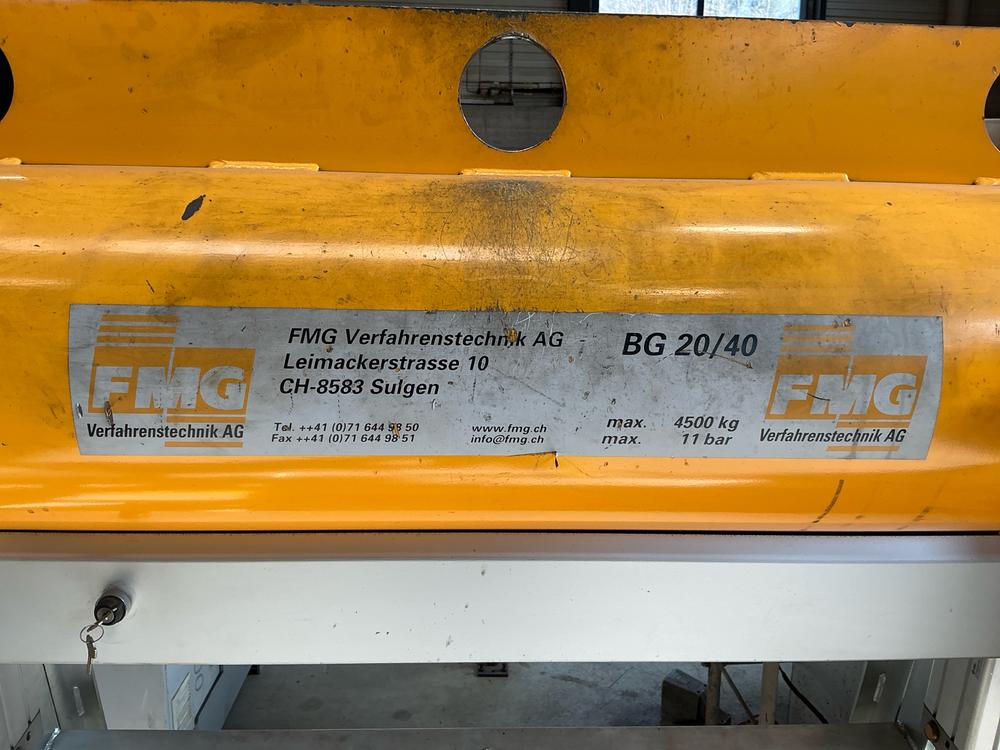 FMG
Verfahrenstechnik AG
FMG Verfahrenstechnik AG
Leimackerstrasse 10
CH-8583 Sulgen
Tel. ++41 (0)71 644 98 50
Fax ++41 (0)71 644 98 51
www.fmg.ch
info@fmg.ch
BG 20/40
max. 4500 kg
max. 11 bar
FMG
Verfahrenstechnik AG